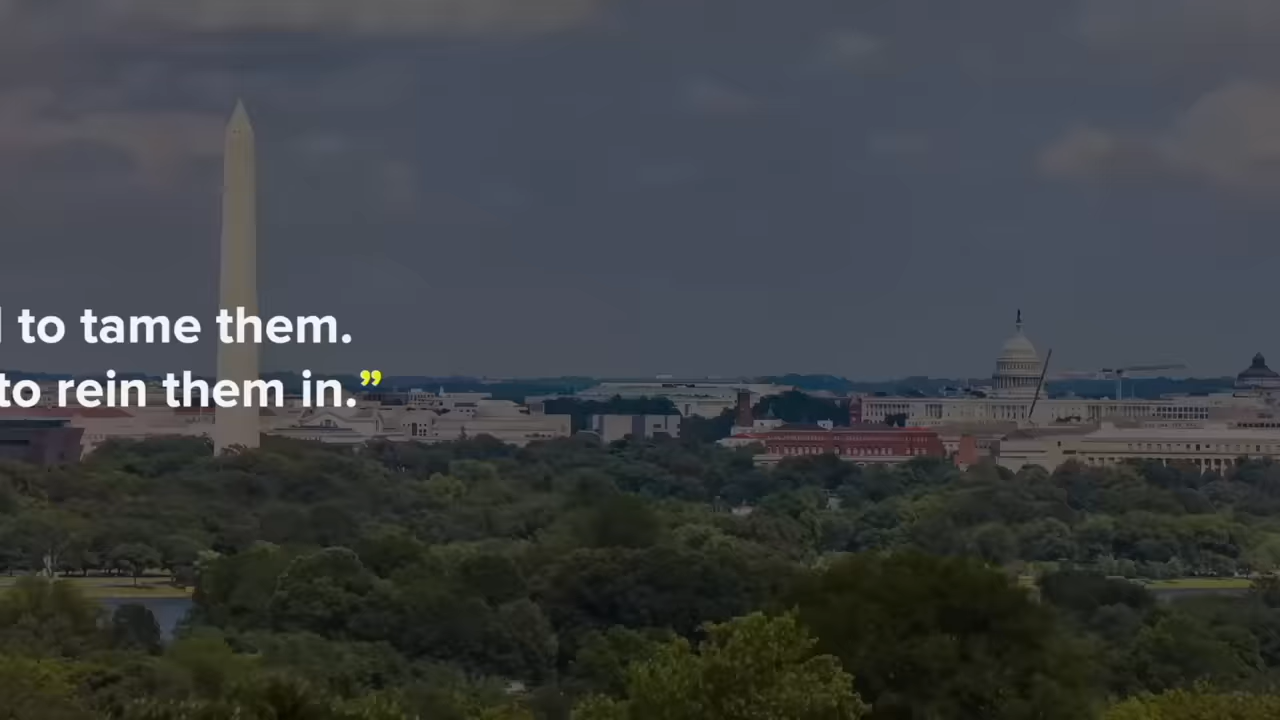 to tame them.
to rein them in.”